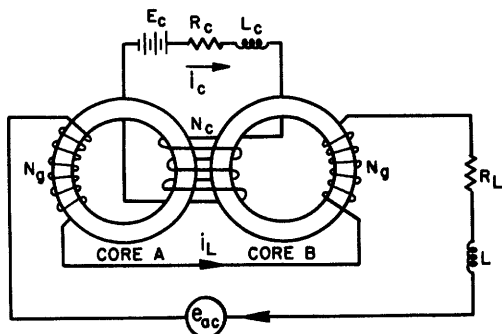 E_c R_c L_c
i_c
N_c
N_g N_g
R_L
L
CORE A i_L CORE B
e_ac